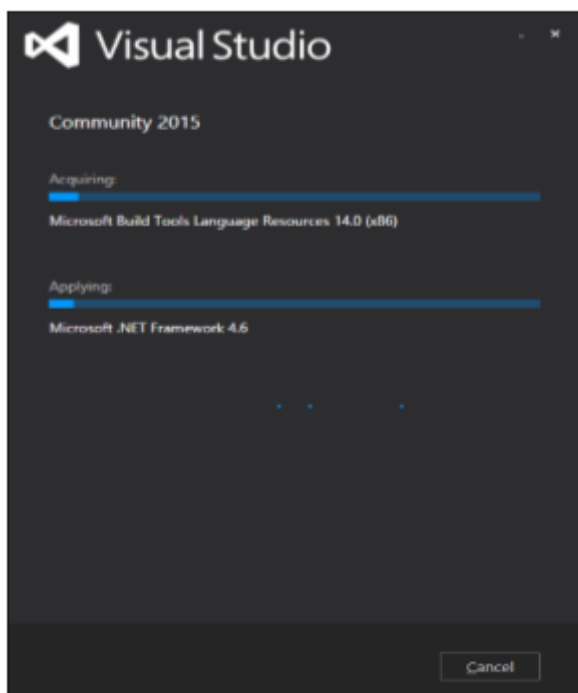 Visual Studio
Community 2015
Acquiring:
Microsoft Build Tools Language Resources 14.0 (x86)
Applying:
Microsoft .NET Framework 4.6
Cancel